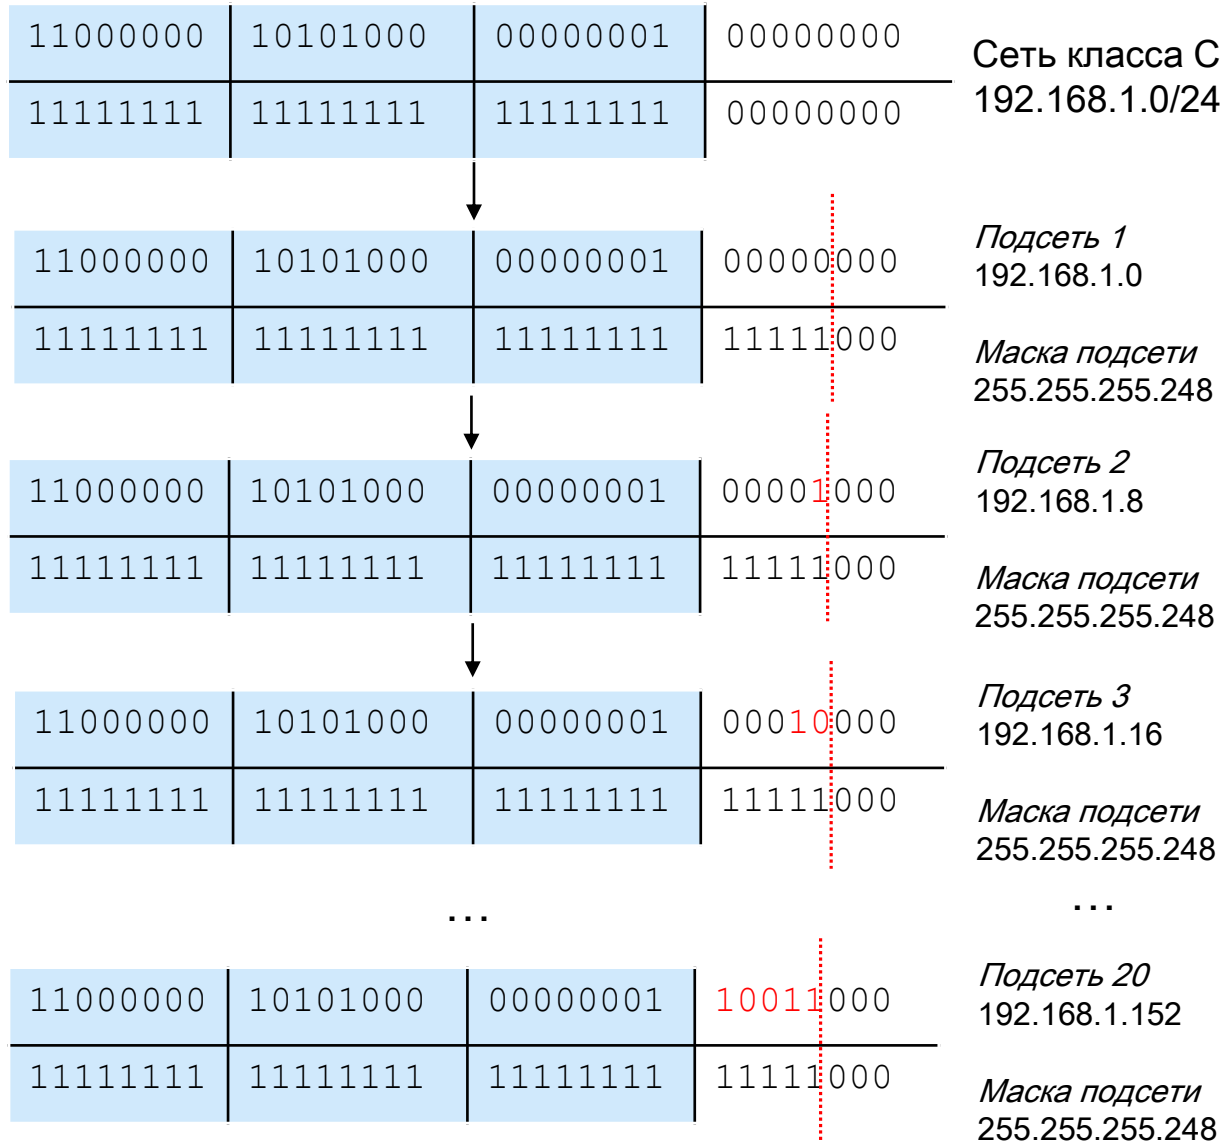 11000000 10101000 00000001 00000000
11111111 11111111 11111111 00000000
Сеть класса C
192.168.1.0/24
11000000 10101000 00000001 00000000
11111111 11111111 11111111 11111000
Подсеть 1
192.168.1.0
Маска подсети
255.255.255.248
11000000 10101000 00000001 00001000
11111111 11111111 11111111 11111000
Подсеть 2
192.168.1.8
Маска подсети
255.255.255.248
11000000 10101000 00000001 00010000
11111111 11111111 11111111 11111000
Подсеть 3
192.168.1.16
Маска подсети
255.255.255.248
... ...
11000000 10101000 00000001 10011000
11111111 11111111 11111111 11111000
Подсеть 20
192.168.1.152
Маска подсети
255.255.255.248